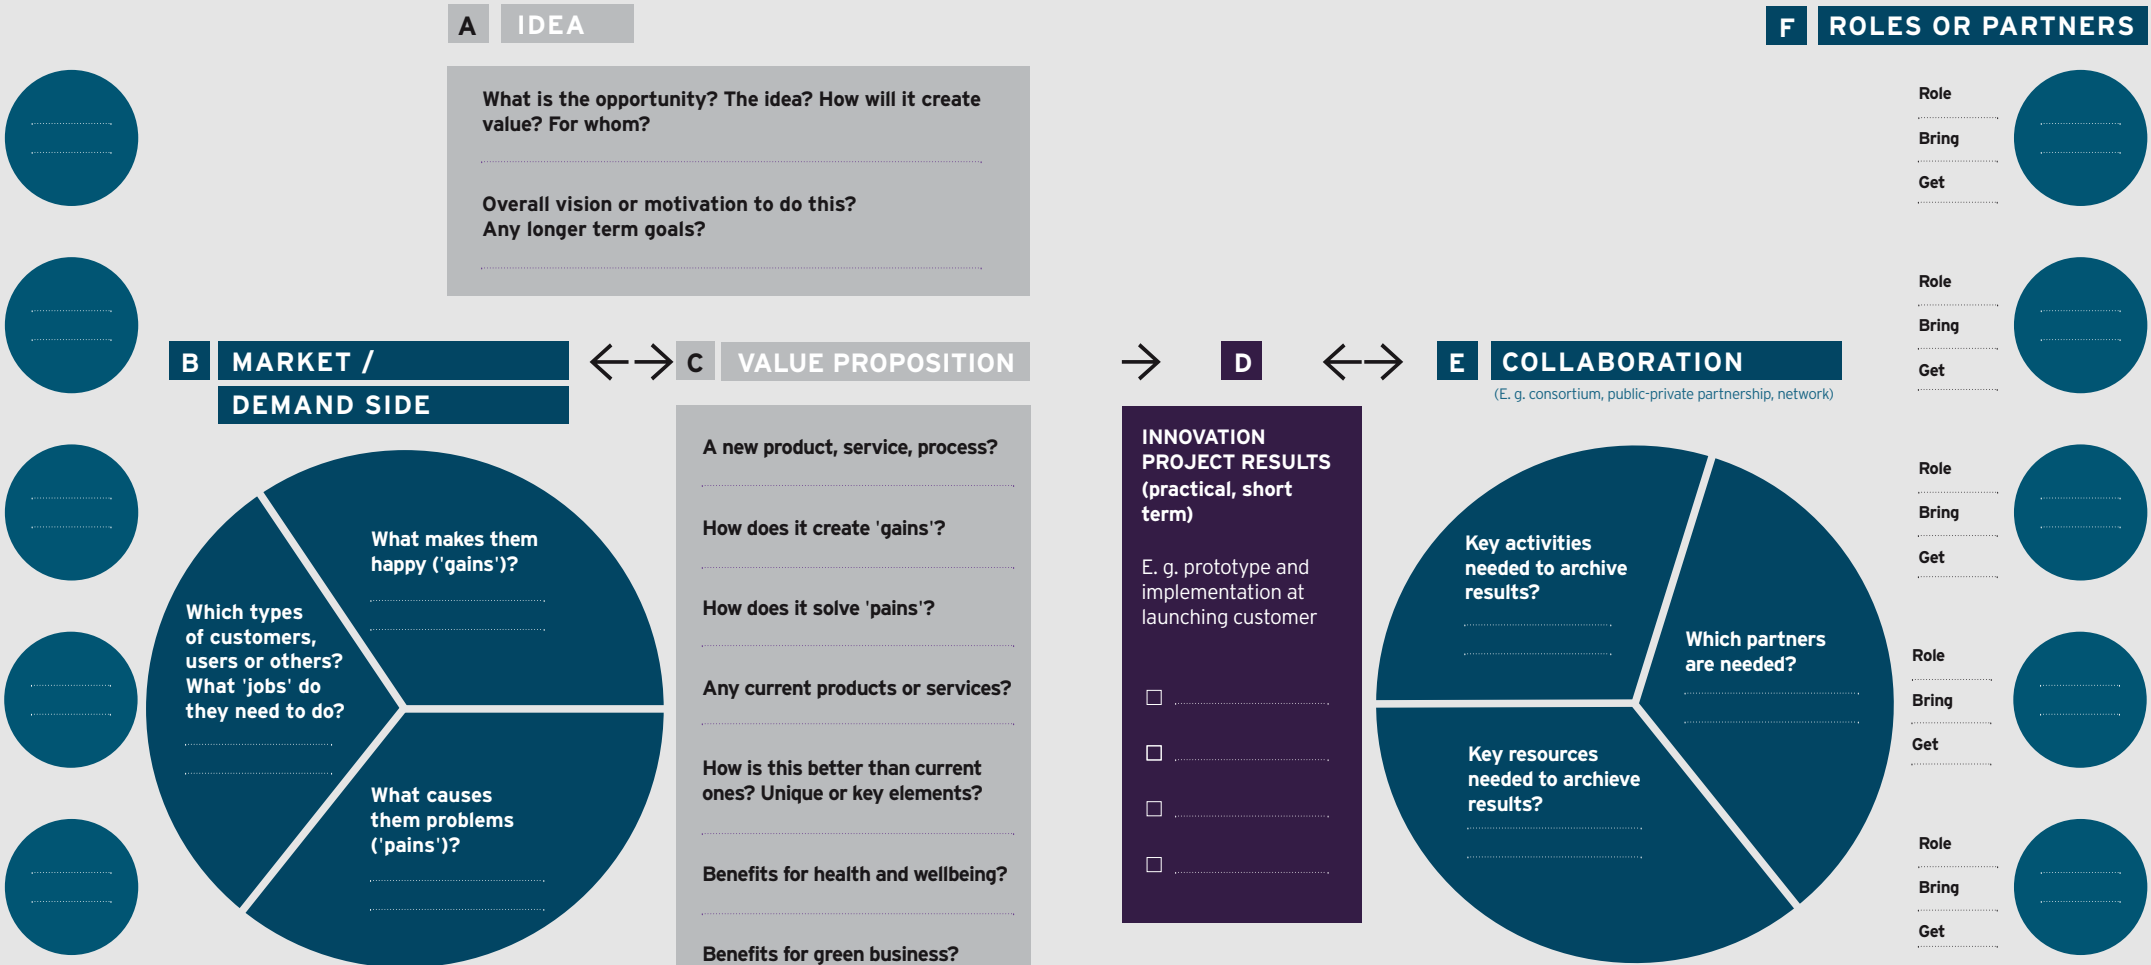 A IDEA
What is the opportunity? The idea? How will it create
value? For whom?
Overall vision or motivation to do this?
Any longer term goals?
B MARKET /
DEMAND SIDE
What makes them
happy ('gains')?
Which types
of customers,
users or others?
What 'jobs' do
they need to do?
What causes
them problems
('pains')?
C VALUE PROPOSITION
A new product, service, process?
How does it create 'gains'?
How does it solve 'pains'?
Any current products or services?
How is this better than current
ones? Unique or key elements?
Benefits for health and wellbeing?
Benefits for green business?
D
INNOVATION
PROJECT RESULTS
(practical, short
term)
E. g. prototype and
implementation at
launching customer
E COLLABORATION
(E. g. consortium, public-private partnership, network)
Key activities
needed to archive
results?
Which partners
are needed?
Key resources
needed to archieve
results?
F ROLES OR PARTNERS
Role
Bring
Get
Role
Bring
Get
Role
Bring
Get
Role
Bring
Get
Role
Bring
Get